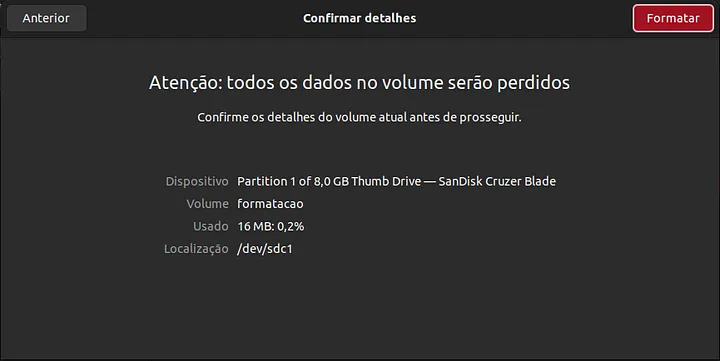 Anterior
Confirmar detalhes
Formatar
Atenção: todos os dados no volume serão perdidos
Confirme os detalhes do volume atual antes de prosseguir.
Dispositivo Partition 1 of 8,0 GB Thumb Drive — SanDisk Cruzer Blade
Volume formatacao
Usado 16 MB: 0,2%
Localização /dev/sdc1